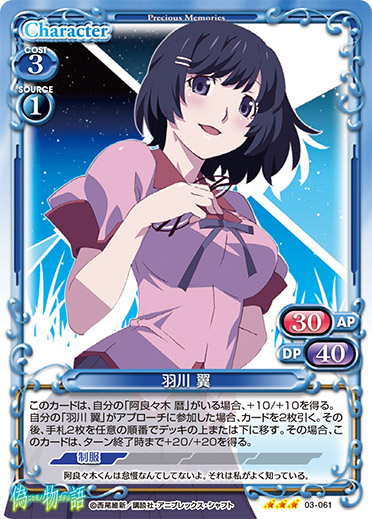 Precious Memories
Character
COST
3
SOURCE
1
30 AP
DP 40
羽川 翼
このカードは、自分の「阿良々木 暦」がいる場合、+10/+10を得る。
自分の「羽川 翼」がアプローチに参加した場合、カードを2枚引く。その
後、手札2枚を任意の順番でデッキの上または下に移す。その場合、こ
のカードは、ターン終了時まで+20/+20を得る。
制服
阿良々木くんは怠慢なんてしてないよ。それは私がよく知っている。
偽物語
©西尾維新/講談社・アニプレックス・シャフト
03-061